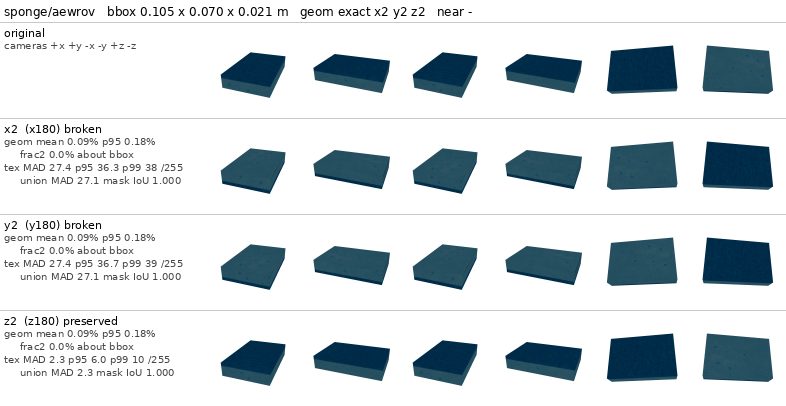 sponge/aewrov   bbox 0.105 x 0.070 x 0.021 m   geom exact x2 y2 z2   near -
original
cameras +x +y -x -y +z -z
x2  (x180) broken
geom mean 0.09% p95 0.18%
frac2 0.0% about bbox
tex MAD 27.4 p95 36.3 p99 38 /255
union MAD 27.1 mask IoU 1.000
y2  (y180) broken
geom mean 0.09% p95 0.18%
frac2 0.0% about bbox
tex MAD 27.4 p95 36.7 p99 39 /255
union MAD 27.1 mask IoU 1.000
z2  (z180) preserved
geom mean 0.09% p95 0.18%
frac2 0.0% about bbox
tex MAD 2.3 p95 6.0 p99 10 /255
union MAD 2.3 mask IoU 1.000